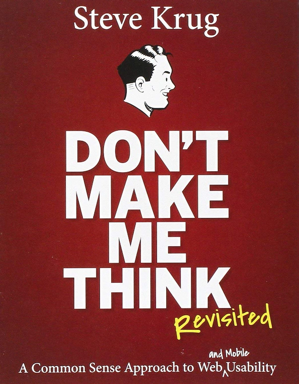 Steve Krug
DON'T
MAKE
ME
THINK
Revisited
and Mobile
A Common Sense Approach to Web Usability